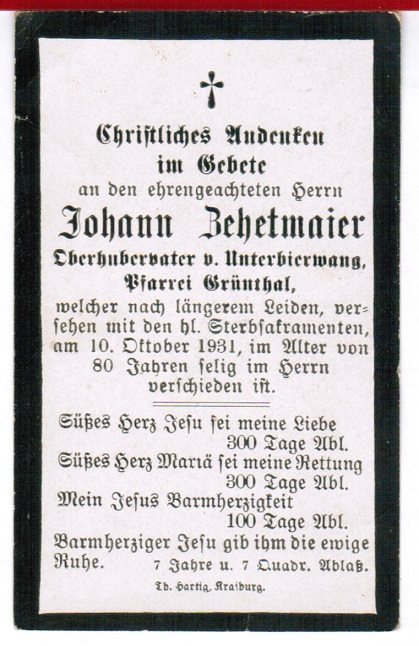 Christliches Andenken
im Gebete
an den ehrengeachteten Herrn
Johann Zehetmaier
Oberhubervater v. Unterbierwang,
Pfarrei Grünthal,
welcher nach längerem Leiden, ver-
sehen mit den hl. Sterbsakramenten,
am 10. Oktober 1931, im Alter von
80 Jahren selig im Herrn
verschieden ist.
Süßes Herz Jesu sei meine Liebe
300 Tage Abl.
Süßes Herz Mariä sei meine Rettung
300 Tage Abl.
Mein Jesus Barmherzigkeit
100 Tage Abl.
Barmherziger Jesu gib ihm die ewige
Ruhe. 7 Jahre u. 7 Quadr. Ablaß.
Th. Hartig, Kraiburg.